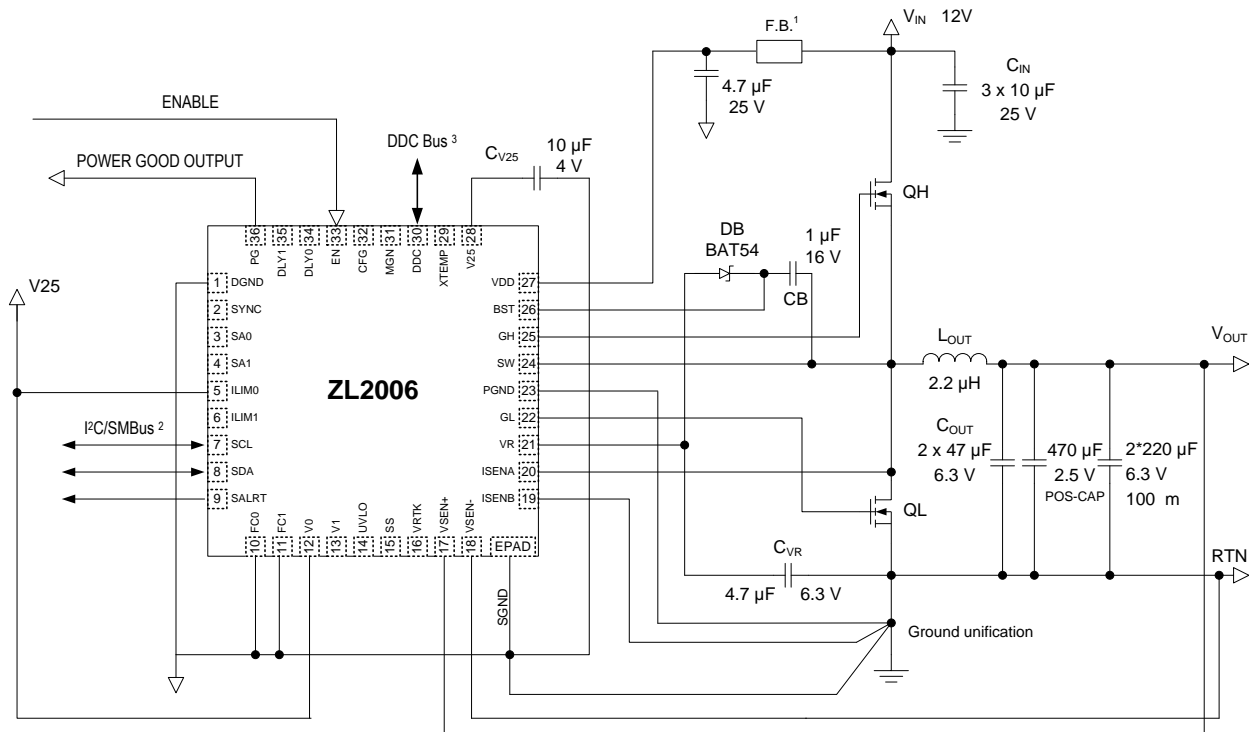 V_IN 12V
F.B.¹
4.7 µF
25 V
C_IN
3 x 10 µF
25 V
ENABLE
POWER GOOD OUTPUT
DDC Bus ³
C_V25
10 µF
4 V
QH
DB
BAT54
1 µF
16 V
CB
36 35 34 33 32 31 30 29 28
PG DLY1 DLY0 EN CFG MGN DDC XTEMP V25
V25
1 DGND
2 SYNC
3 SA0
4 SA1
5 ILIM0
6 ILIM1
7 SCL
8 SDA
9 SALRT
I²C/SMBus ²
ZL2006
VDD 27
BST 26
GH 25
SW 24
PGND 23
GL 22
VR 21
ISENA 20
ISENB 19
FC0 FC1 V0 V1 UVLO SS VRTK VSEN+ VSEN-
10 11 12 13 14 15 16 17 18
EPAD
SGND
L_OUT
2.2 µH
V_OUT
C_OUT
2 x 47 µF
6.3 V
470 µF
2.5 V
POS-CAP
2*220 µF
6.3 V
100 m
QL
C_VR
4.7 µF
6.3 V
RTN
Ground unification